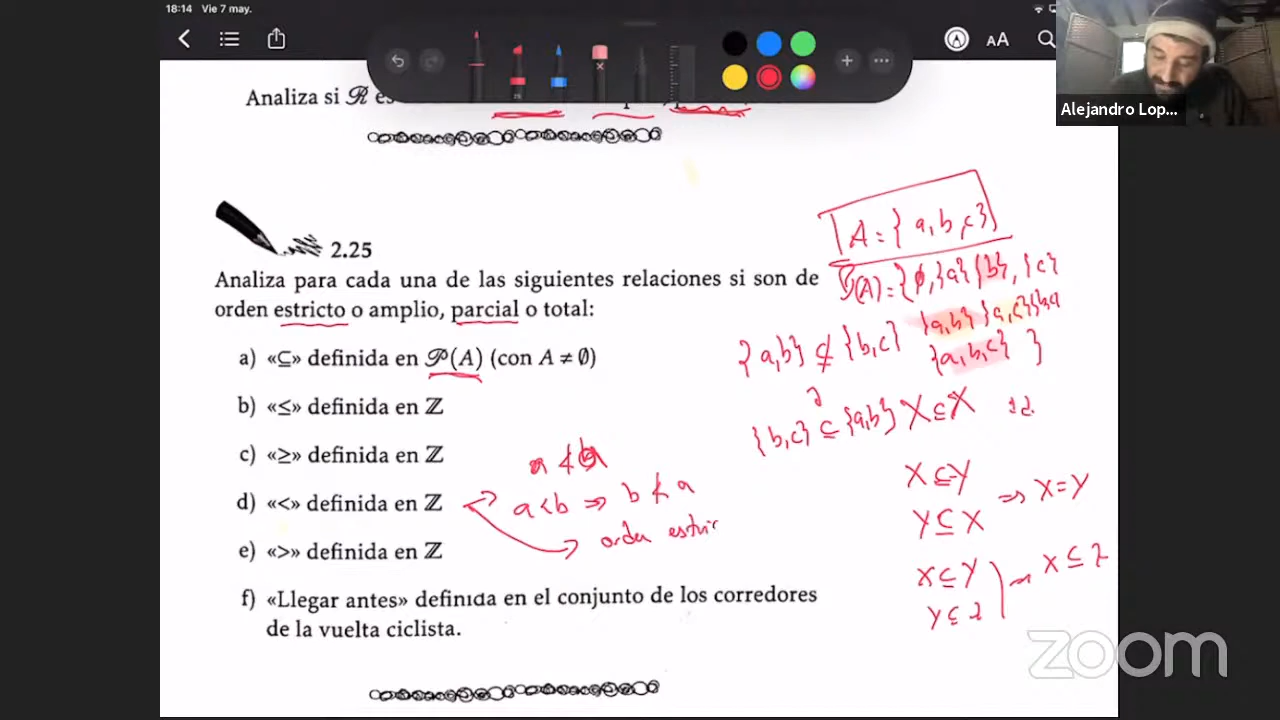 18:14 Vie 7 may.
AA
Alejandro Lop...
Analiza si ℛ es
2.25
Analiza para cada una de las siguientes relaciones si son de
orden estricto o amplio, parcial o total:
a) «⊆» definida en 𝒫(A) (con A ≠ ∅)
b) «≤» definida en ℤ
c) «≥» definida en ℤ
d) «<» definida en ℤ
e) «>» definida en ℤ
f) «Llegar antes» definida en el conjunto de los corredores
de la vuelta ciclista.
A = { a, b, c }
𝒫(A) = { ∅, {a} {b}, {c}
{a,b} {a,c}
{a,b,c} }
{a,b} ⊄ {b,c}
{b,c} ⊆ {a,b} X ⊆ X
X ⊆ Y
Y ⊆ X ⇒ X = Y
X ⊆ Y
Y ⊆ Z → X ⊆ Z
a < b ⇒ b ≮ a
orden estri
zoom